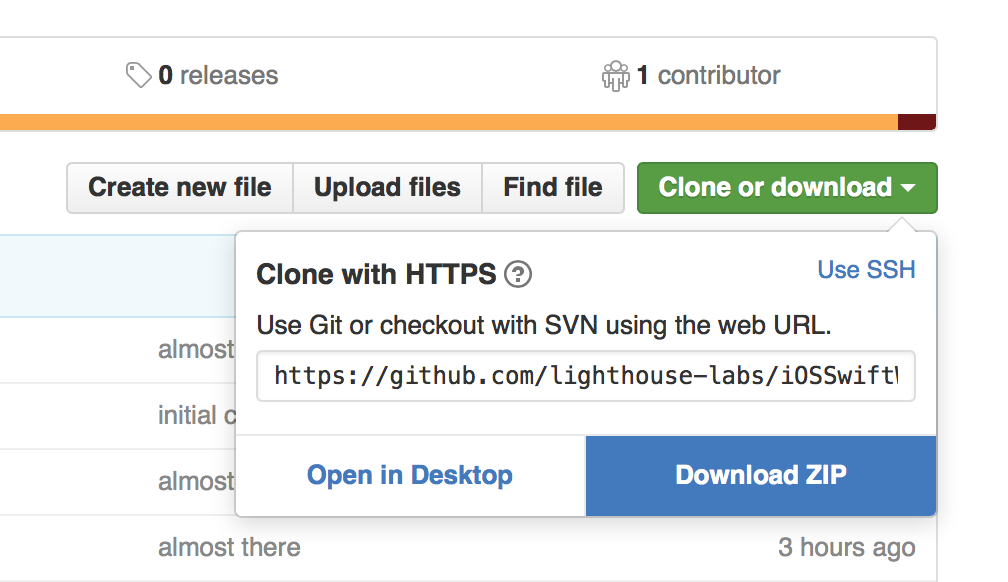 0 releases
1 contributor
Create new file
Upload files
Find file
Clone or download
Clone with HTTPS ?
Use SSH
Use Git or checkout with SVN using the web URL.
https://github.com/lighthouse-labs/iOSSwift
almost
initial c
almost
Open in Desktop
Download ZIP
almost there
3 hours ago